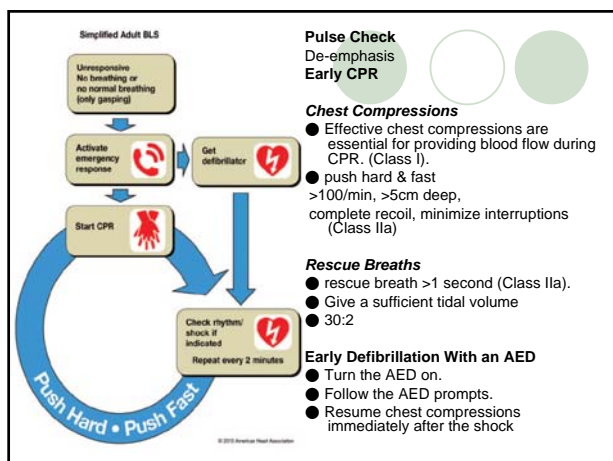 Simplified Adult BLS
Unresponsive
No breathing or
no normal breathing
(only gasping)
Activate
emergency
response
Get
defibrillator
Start CPR
Check rhythm/
shock if
indicated
Repeat every 2 minutes
Push Hard • Push Fast
© 2010 American Heart Association
Pulse Check
De-emphasis
Early CPR
Chest Compressions
● Effective chest compressions are
essential for providing blood flow during
CPR. (Class I).
● push hard & fast
>100/min, >5cm deep,
complete recoil, minimize interruptions
(Class IIa)
Rescue Breaths
● rescue breath >1 second (Class IIa).
● Give a sufficient tidal volume
● 30:2
Early Defibrillation With an AED
● Turn the AED on.
● Follow the AED prompts.
● Resume chest compressions
immediately after the shock